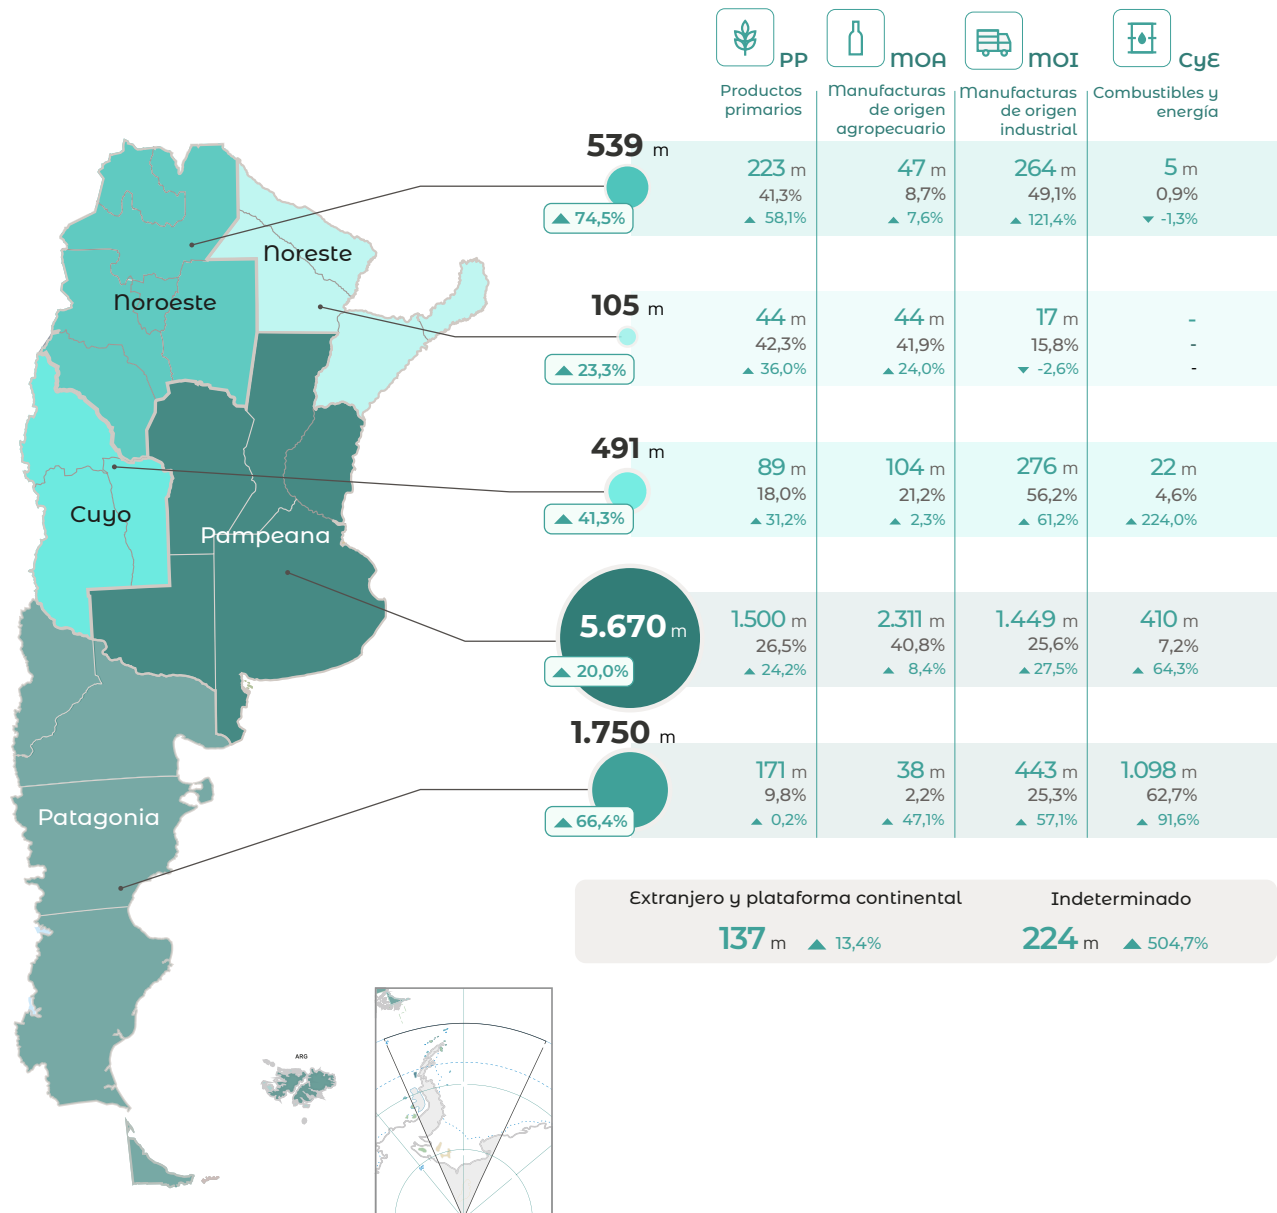 PP
MOA
MOI
CyE
Productos
primarios
Manufacturas
de origen
agropecuario
Manufacturas
de origen
industrial
Combustibles y
energía
539 m
74,5%
223 m
41,3%
58,1%
47 m
8,7%
7,6%
264 m
49,1%
121,4%
5 m
0,9%
-1,3%
105 m
23,3%
44 m
42,3%
36,0%
44 m
41,9%
24,0%
17 m
15,8%
-2,6%
-
-
-
491 m
41,3%
89 m
18,0%
31,2%
104 m
21,2%
2,3%
276 m
56,2%
61,2%
22 m
4,6%
224,0%
5.670 m
20,0%
1.500 m
26,5%
24,2%
2.311 m
40,8%
8,4%
1.449 m
25,6%
27,5%
410 m
7,2%
64,3%
1.750 m
66,4%
171 m
9,8%
0,2%
38 m
2,2%
47,1%
443 m
25,3%
57,1%
1.098 m
62,7%
91,6%
Noreste
Noroeste
Cuyo
Pampeana
Patagonia
Extranjero y plataforma continental
137 m 13,4%
Indeterminado
224 m 504,7%
ARG